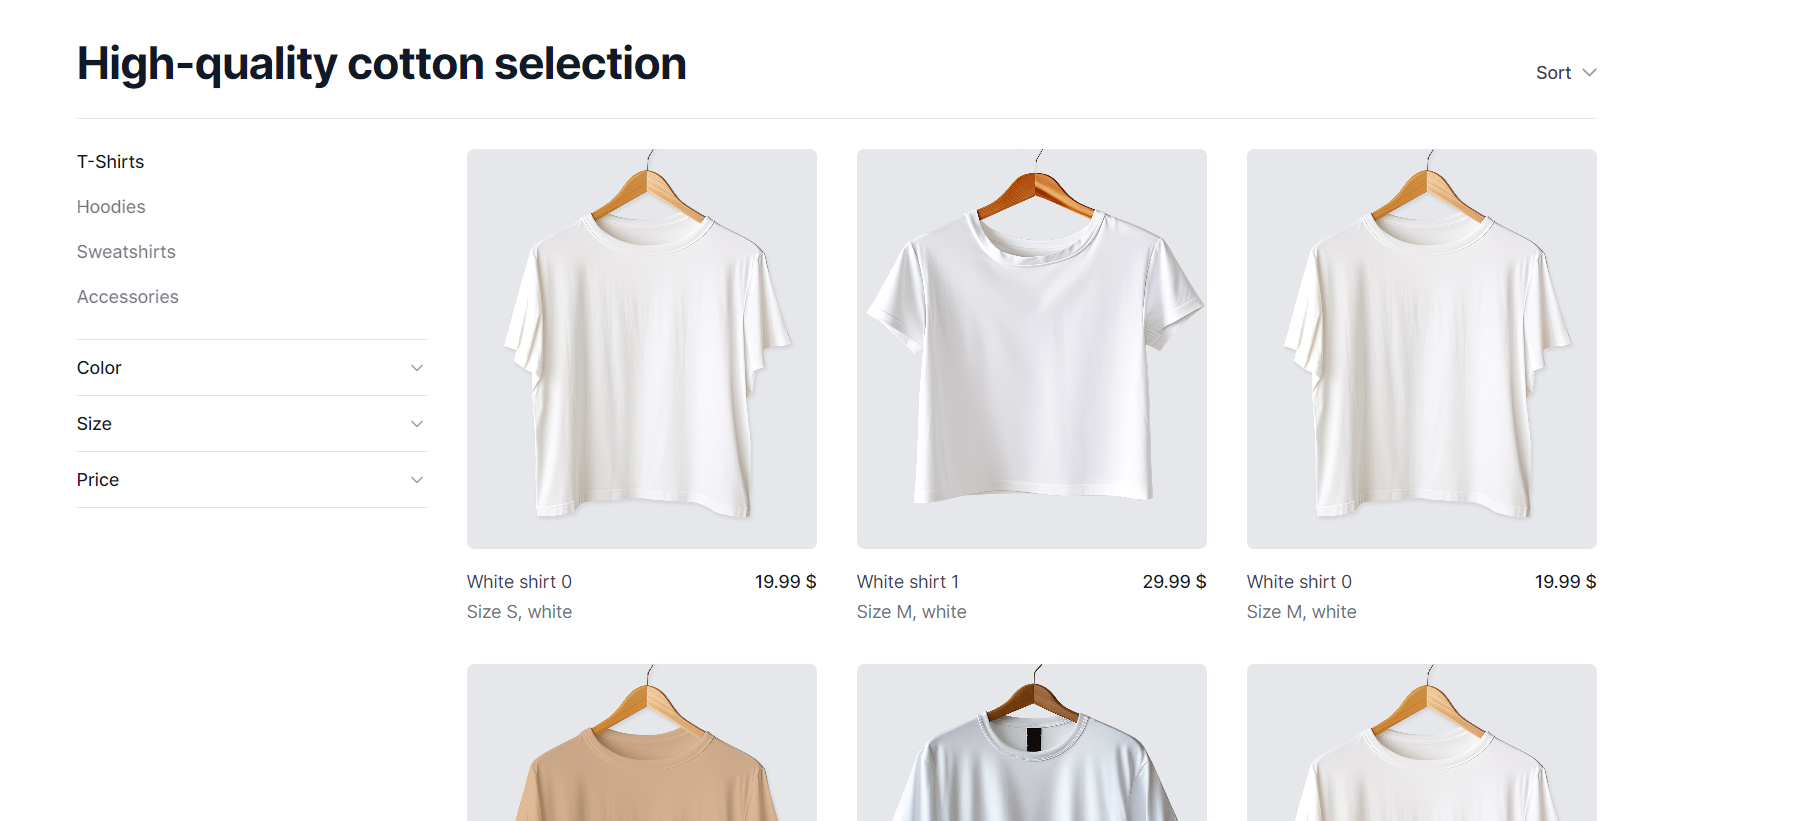 High-quality cotton selection
Sort
T-Shirts
Hoodies
Sweatshirts
Accessories
Color
Size
Price
White shirt 0 19.99 $
Size S, white
White shirt 1 29.99 $
Size M, white
White shirt 0 19.99 $
Size M, white